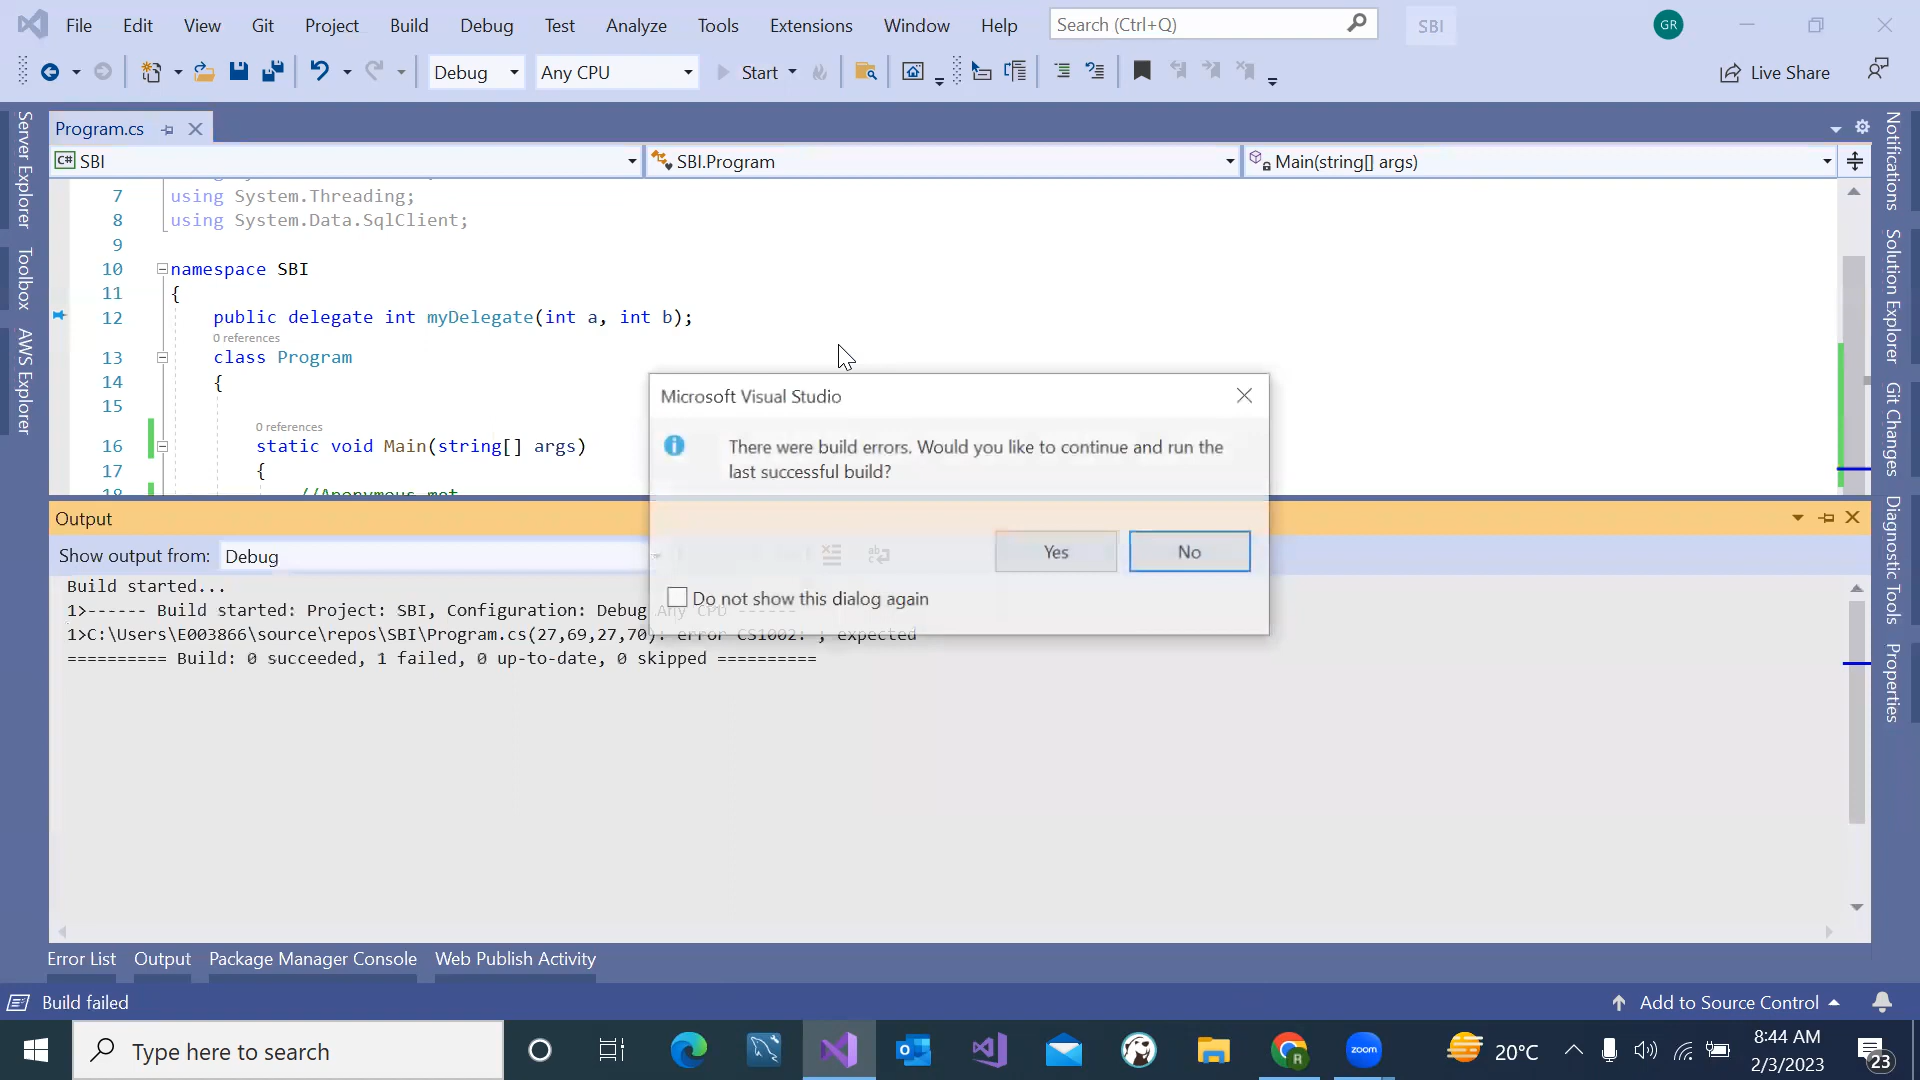 File Edit View Git Project Build Debug Test Analyze Tools Extensions Window Help Search (Ctrl+Q) SBI GR
Debug Any CPU Start Live Share
Program.cs
SBI SBI.Program Main(string[] args)
7 using System.Threading;
8 using System.Data.SqlClient;
9
10 namespace SBI
11 {
12 public delegate int myDelegate(int a, int b);
0 references
13 class Program
14 {
15
0 references
16 static void Main(string[] args)
17 {
18 //Anonymous met
Microsoft Visual Studio
There were build errors. Would you like to continue and run the
last successful build?
Yes No
Do not show this dialog again
Output
Show output from: Debug
Build started...
1>------ Build started: Project: SBI, Configuration: Debug Any CPU ------
1>C:\Users\E003866\source\repos\SBI\Program.cs(27,69,27,70): error CS1002: ; expected
========== Build: 0 succeeded, 1 failed, 0 up-to-date, 0 skipped ==========
Error List Output Package Manager Console Web Publish Activity
Build failed Add to Source Control
Type here to search zoom 20°C 8:44 AM
2/3/2023 23
Server Explorer
Toolbox
AWS Explorer
Notifications
Solution Explorer
Git Changes
Diagnostic Tools
Properties